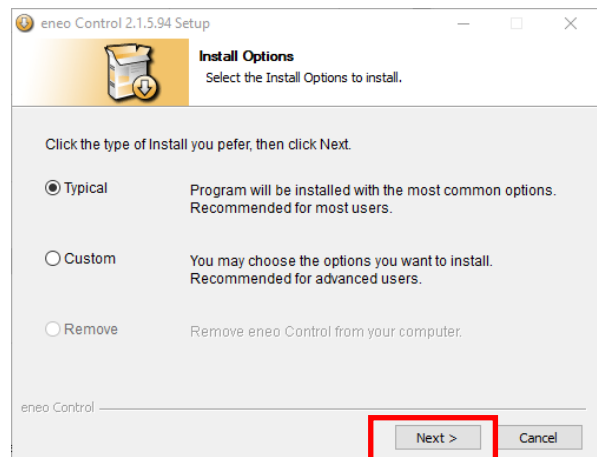 eneo Control 2.1.5.94 Setup
Install Options
Select the Install Options to install.
Click the type of Install you pefer, then click Next.
Typical
Program will be installed with the most common options.
Recommended for most users.
Custom
You may choose the options you want to install.
Recommended for advanced users.
Remove
Remove eneo Control from your computer.
eneo Control
Next >
Cancel